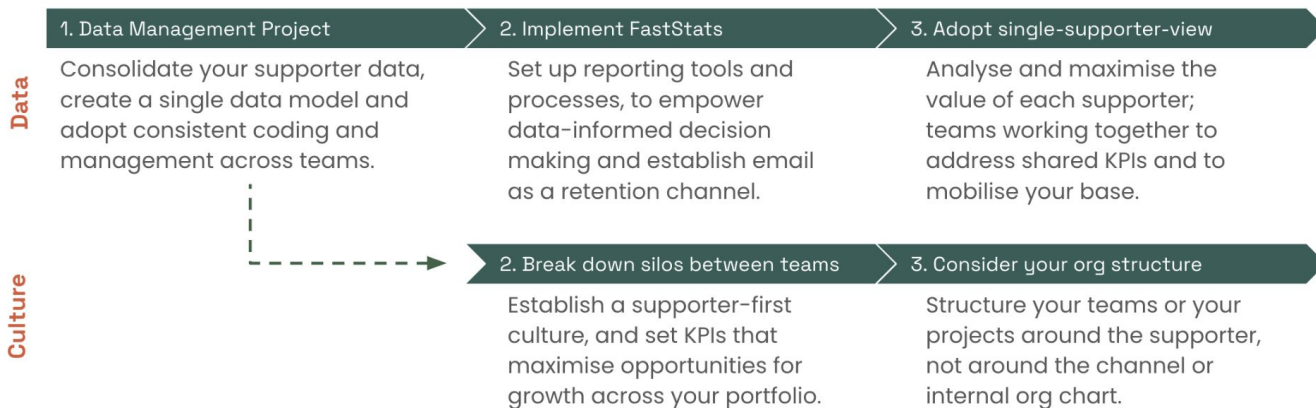 Data
1. Data Management Project
Consolidate your supporter data,
create a single data model and
adopt consistent coding and
management across teams.
2. Implement FastStats
Set up reporting tools and
processes, to empower
data-informed decision
making and establish email
as a retention channel.
3. Adopt single-supporter-view
Analyse and maximise the
value of each supporter;
teams working together to
address shared KPIs and to
mobilise your base.
Culture
2. Break down silos between teams
Establish a supporter-first
culture, and set KPIs that
maximise opportunities for
growth across your portfolio.
3. Consider your org structure
Structure your teams or your
projects around the supporter,
not around the channel or
internal org chart.